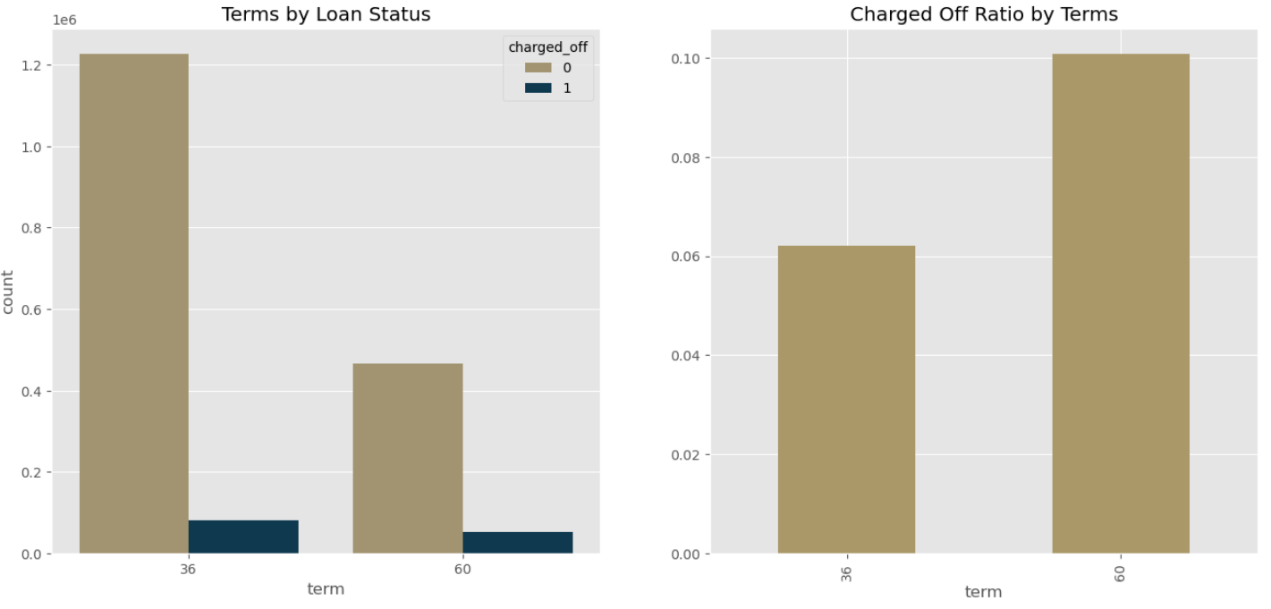 Terms by Loan Status
1e6
1.2
1.0
0.8
0.6
0.4
0.2
0.0
count
36
60
term
charged_off
0
1
Charged Off Ratio by Terms
0.10
0.08
0.06
0.04
0.02
0.00
36
60
term